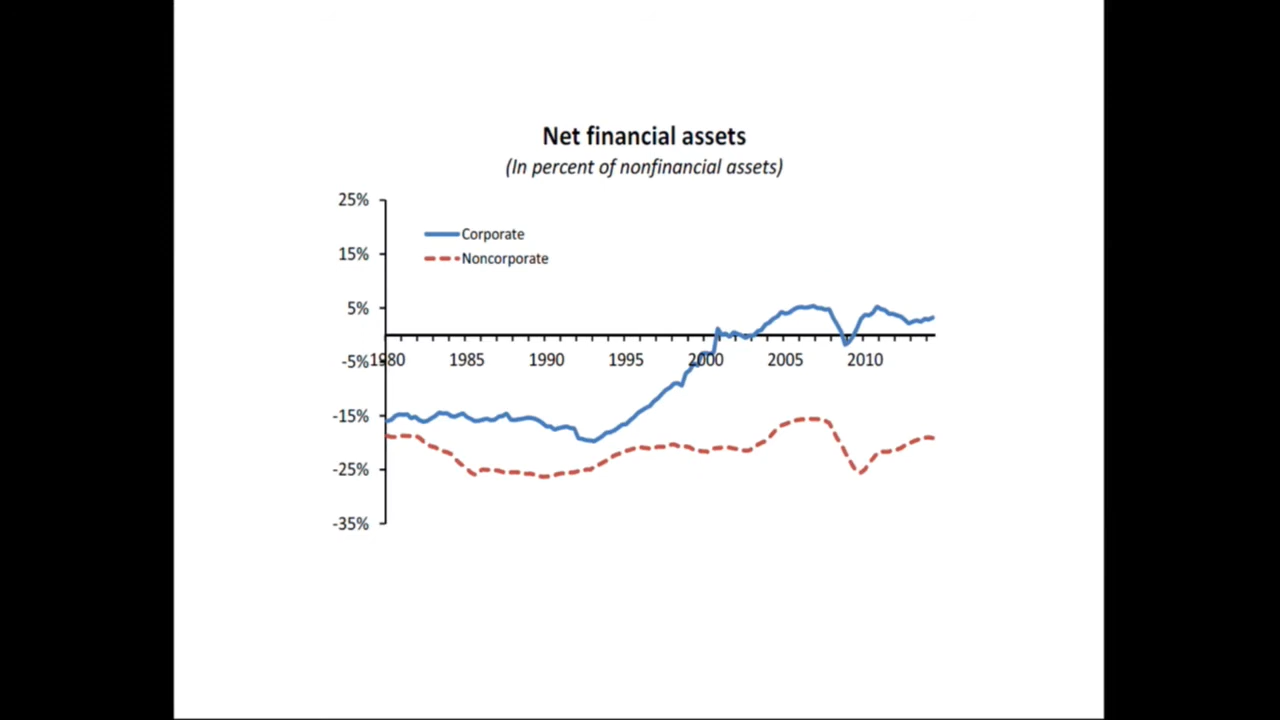 Net financial assets
(In percent of nonfinancial assets)
25%
Corporate
Noncorporate
15%
5%
-5%
1980 1985 1990 1995 2000 2005 2010
-15%
-25%
-35%